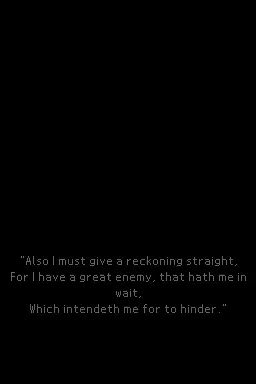 "Also I must give a reckoning straight,
For I have a great enemy, that hath me in
wait,
Which intendeth me for to hinder."